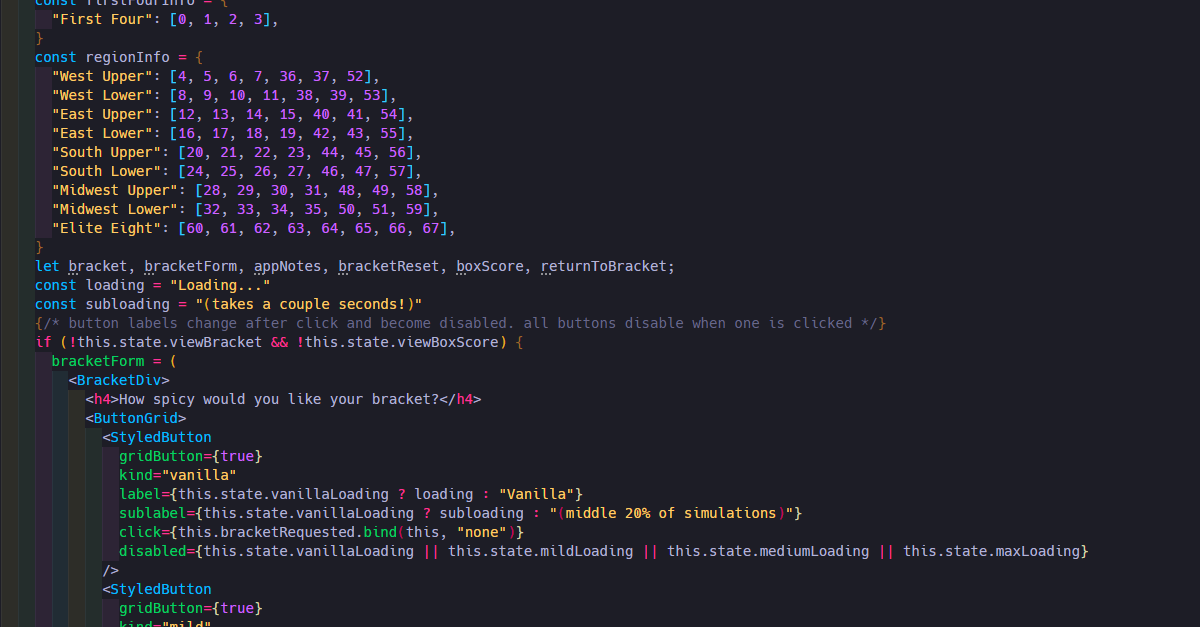 const firstFourInfo = {
"First Four": [0, 1, 2, 3],
}
const regionInfo = {
"West Upper": [4, 5, 6, 7, 36, 37, 52],
"West Lower": [8, 9, 10, 11, 38, 39, 53],
"East Upper": [12, 13, 14, 15, 40, 41, 54],
"East Lower": [16, 17, 18, 19, 42, 43, 55],
"South Upper": [20, 21, 22, 23, 44, 45, 56],
"South Lower": [24, 25, 26, 27, 46, 47, 57],
"Midwest Upper": [28, 29, 30, 31, 48, 49, 58],
"Midwest Lower": [32, 33, 34, 35, 50, 51, 59],
"Elite Eight": [60, 61, 62, 63, 64, 65, 66, 67],
}
let bracket, bracketForm, appNotes, bracketReset, boxScore, returnToBracket;
const loading = "Loading..."
const subloading = "(takes a couple seconds!)"
{/* button labels change after click and become disabled. all buttons disable when one is clicked */}
if (!this.state.viewBracket && !this.state.viewBoxScore) {
bracketForm = (
<BracketDiv>
<h4>How spicy would you like your bracket?</h4>
<ButtonGrid>
<StyledButton
gridButton={true}
kind="vanilla"
label={this.state.vanillaLoading ? loading : "Vanilla"}
sublabel={this.state.vanillaLoading ? subloading : "(middle 20% of simulations)"}
click={this.bracketRequested.bind(this, "none")}
disabled={this.state.vanillaLoading || this.state.mildLoading || this.state.mediumLoading || this.state.maxLoading}
/>
<StyledButton
gridButton={true}
kind="mild"